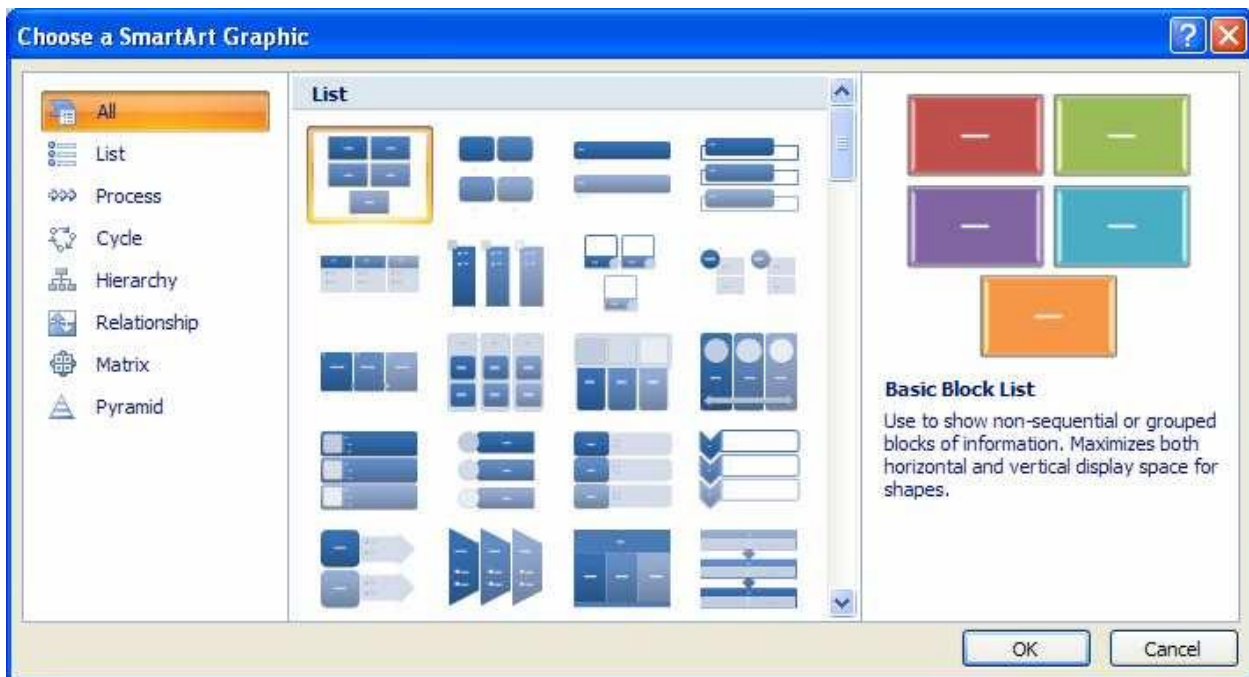 Choose a SmartArt Graphic
All
List
Process
Cycle
Hierarchy
Relationship
Matrix
Pyramid
List
Basic Block List
Use to show non-sequential or grouped
blocks of information. Maximizes both
horizontal and vertical display space for
shapes.
OK
Cancel